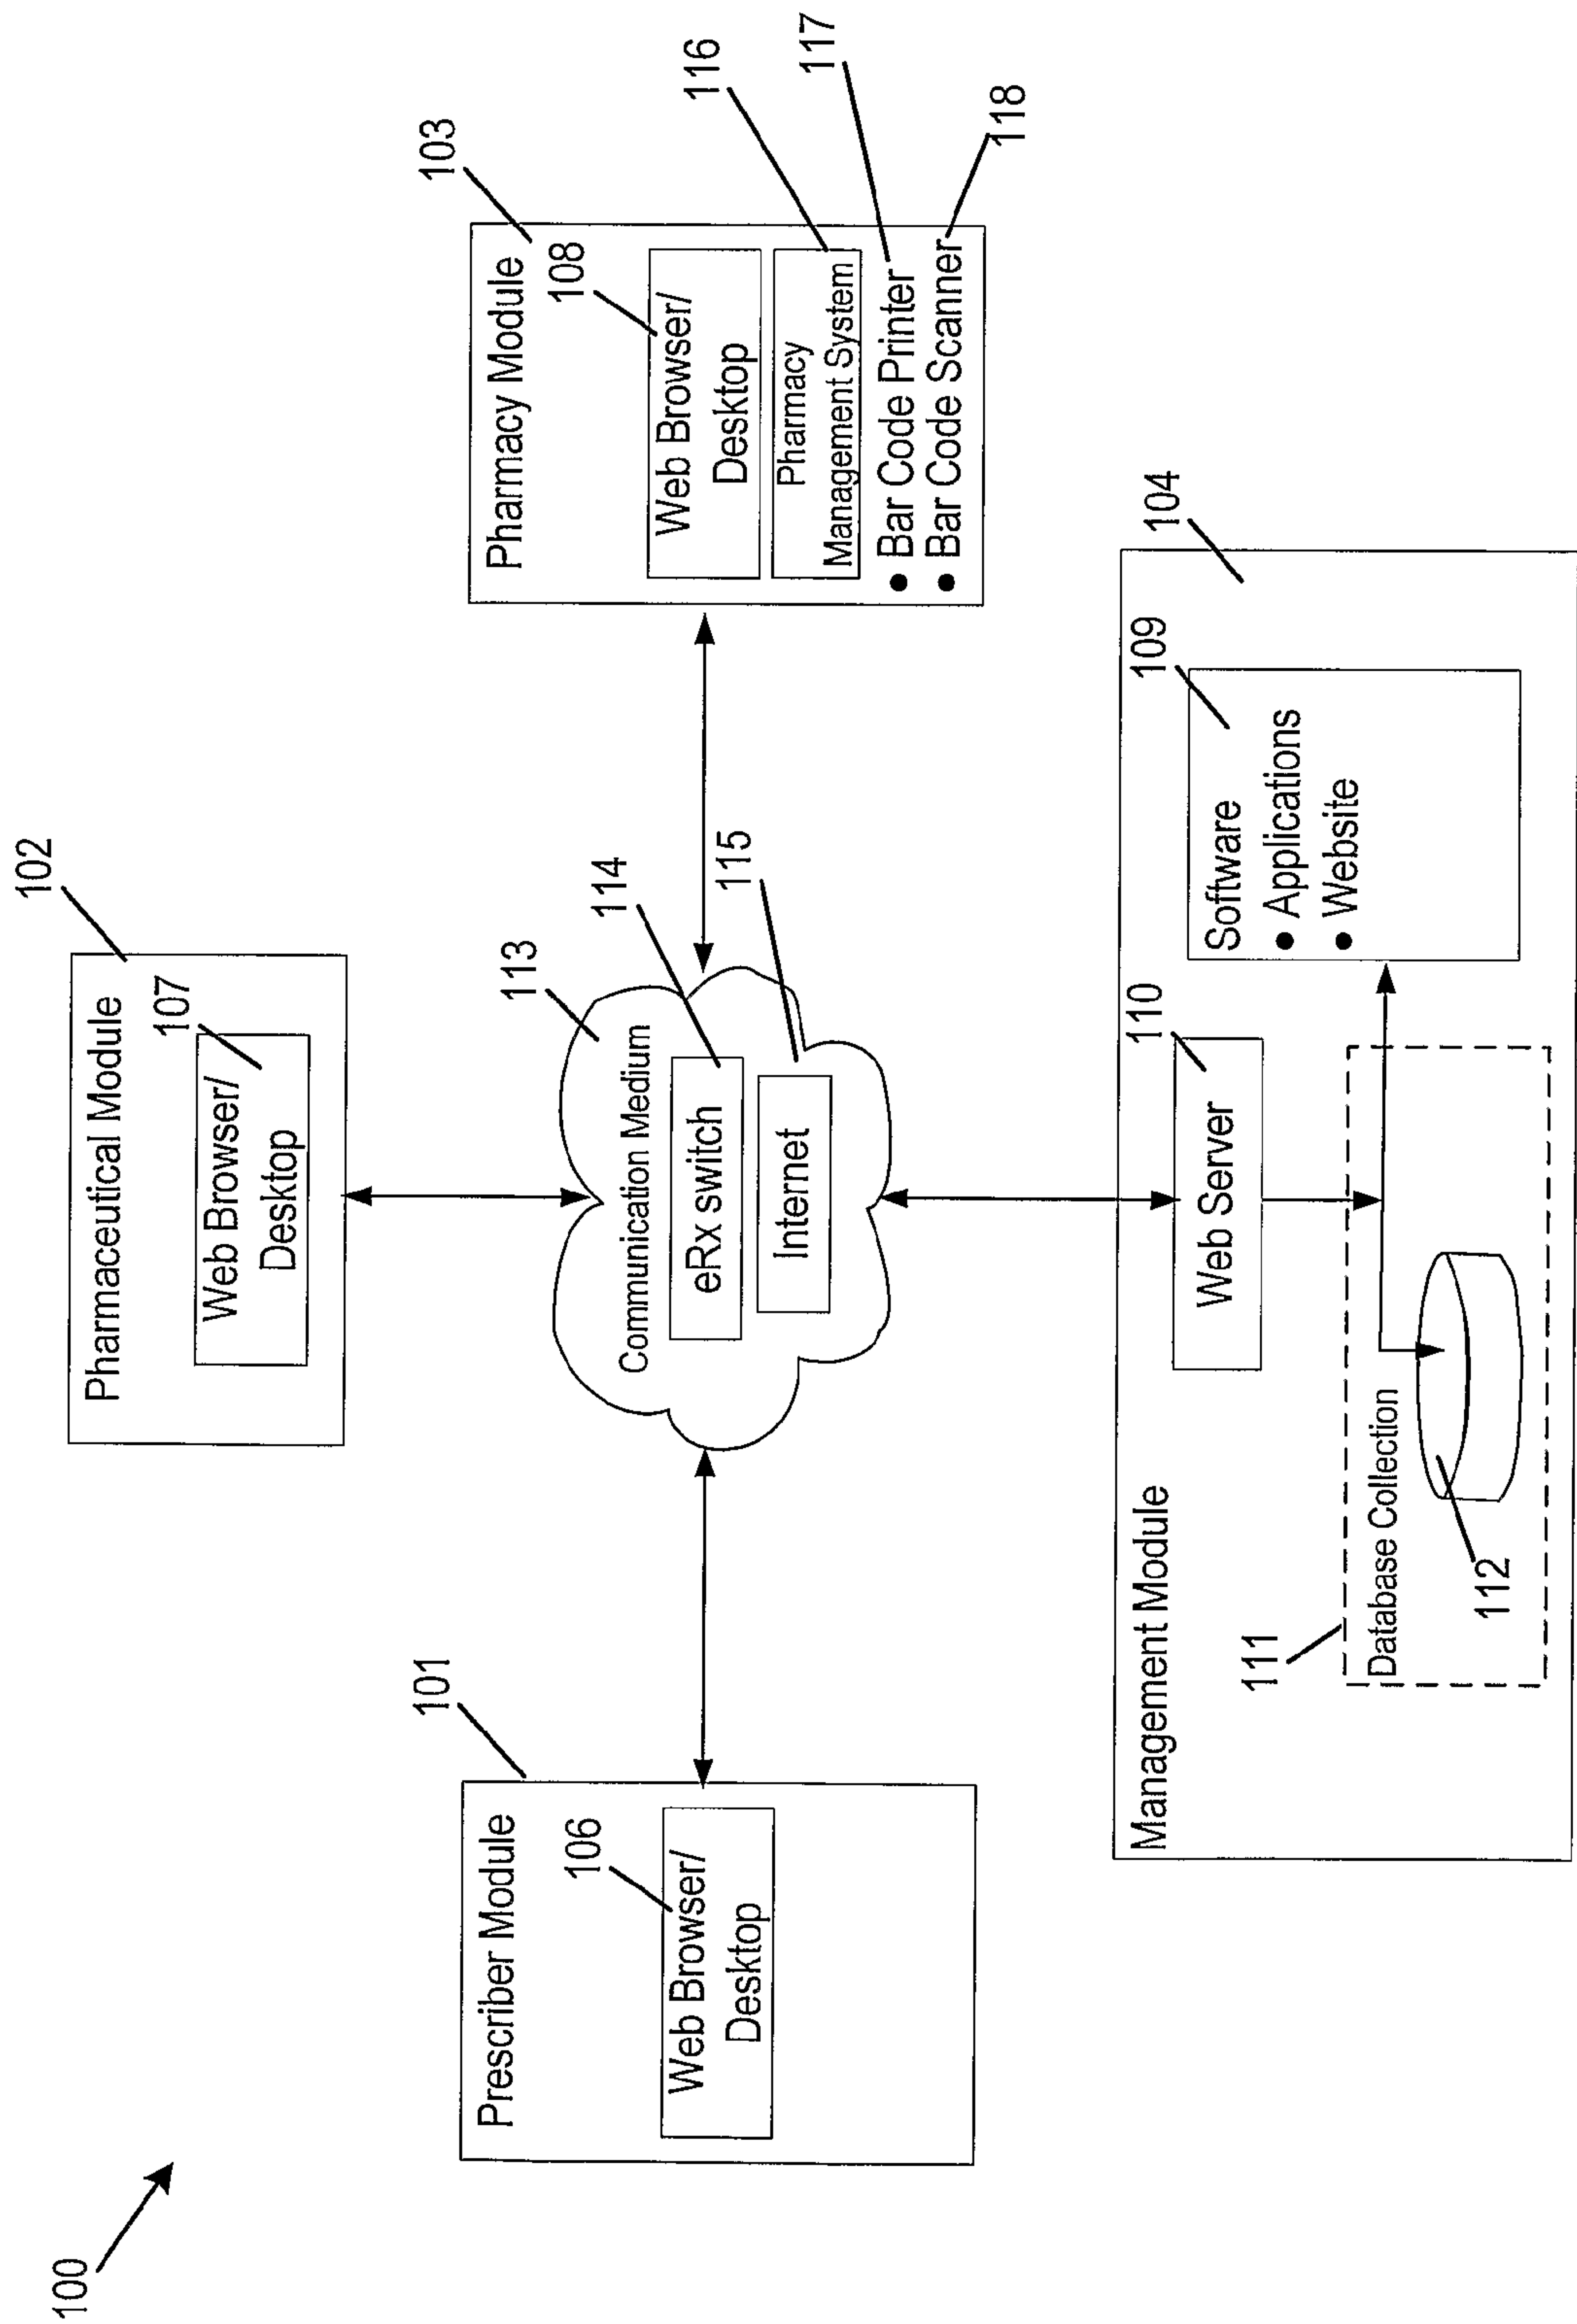 100
102
Pharmaceutical Module
107
Web Browser/
Desktop
101
Prescriber Module
106
Web Browser/
Desktop
113
Communication Medium
114
eRx switch
115
Internet
103
Pharmacy Module
108
Web Browser/
Desktop
116
Pharmacy
Management System
117
• Bar Code Printer
• Bar Code Scanner
118
104
Management Module
110
Web Server
109
Software
• Applications
• Website
111
Database Collection
112